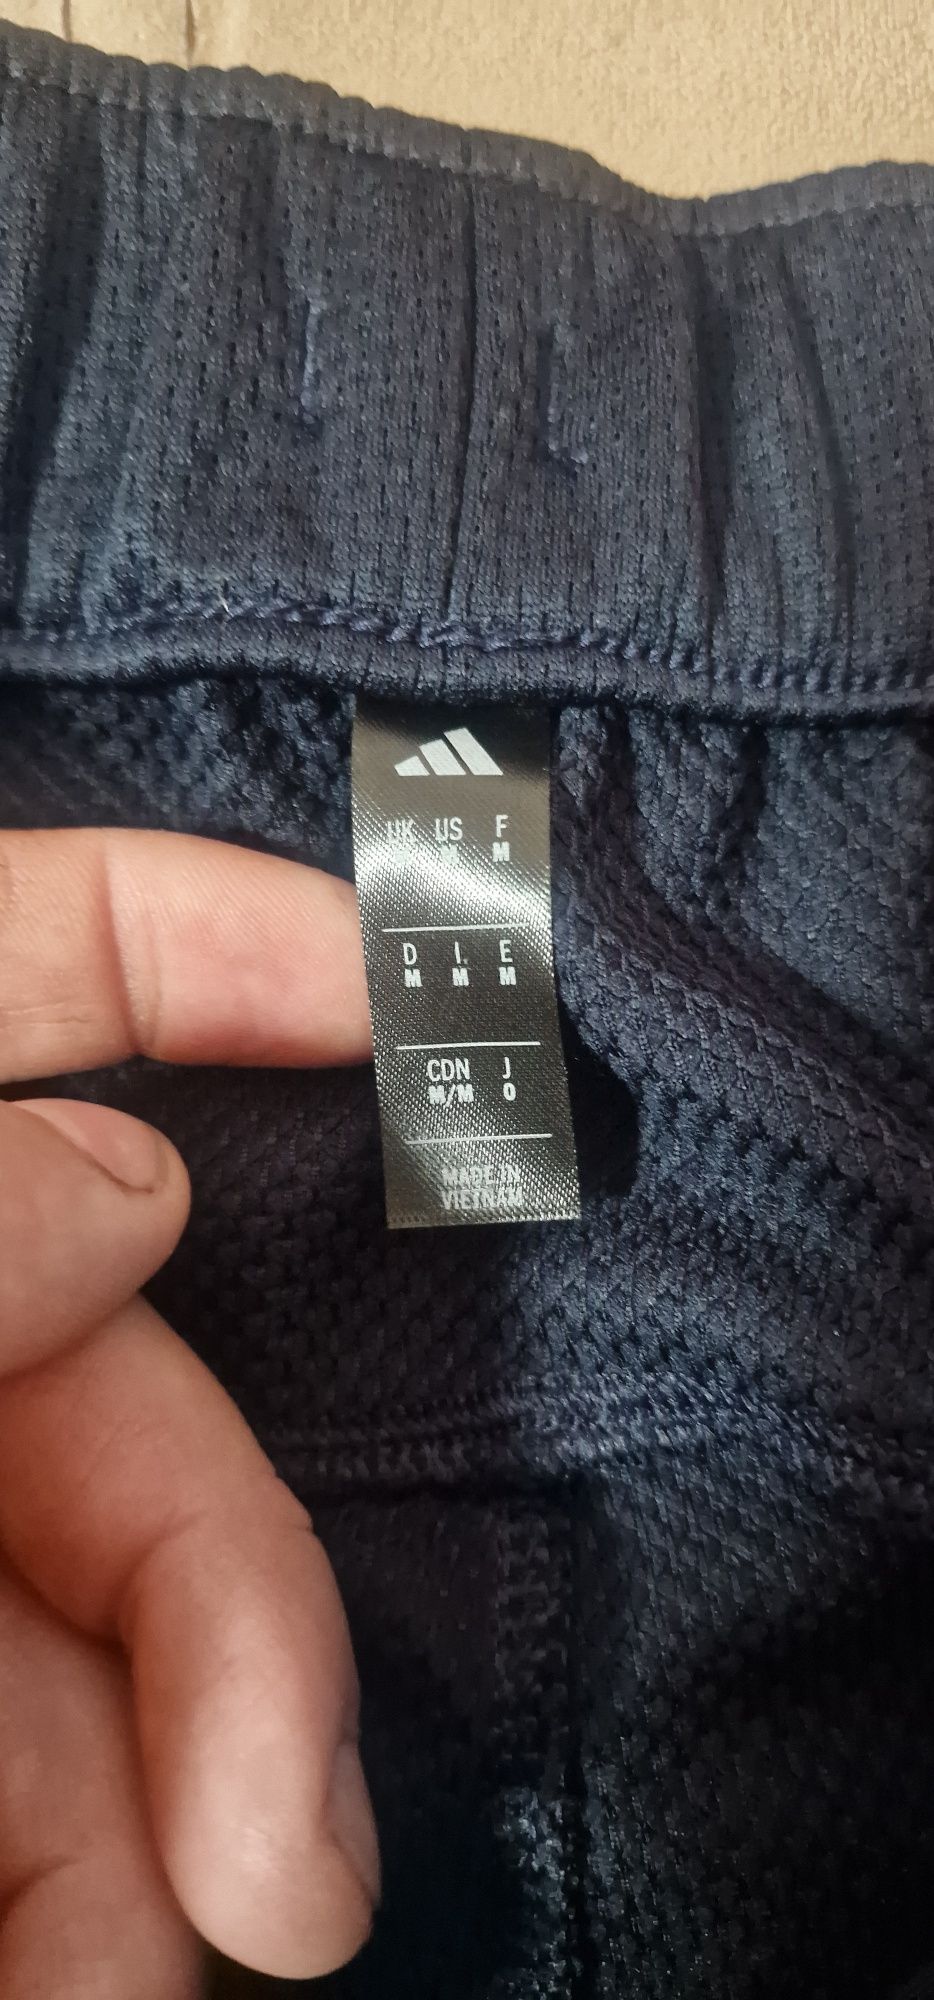 UK US F
M M M
D I. E
M M M
CDN J
M/M O
MADE IN
VIETNAM